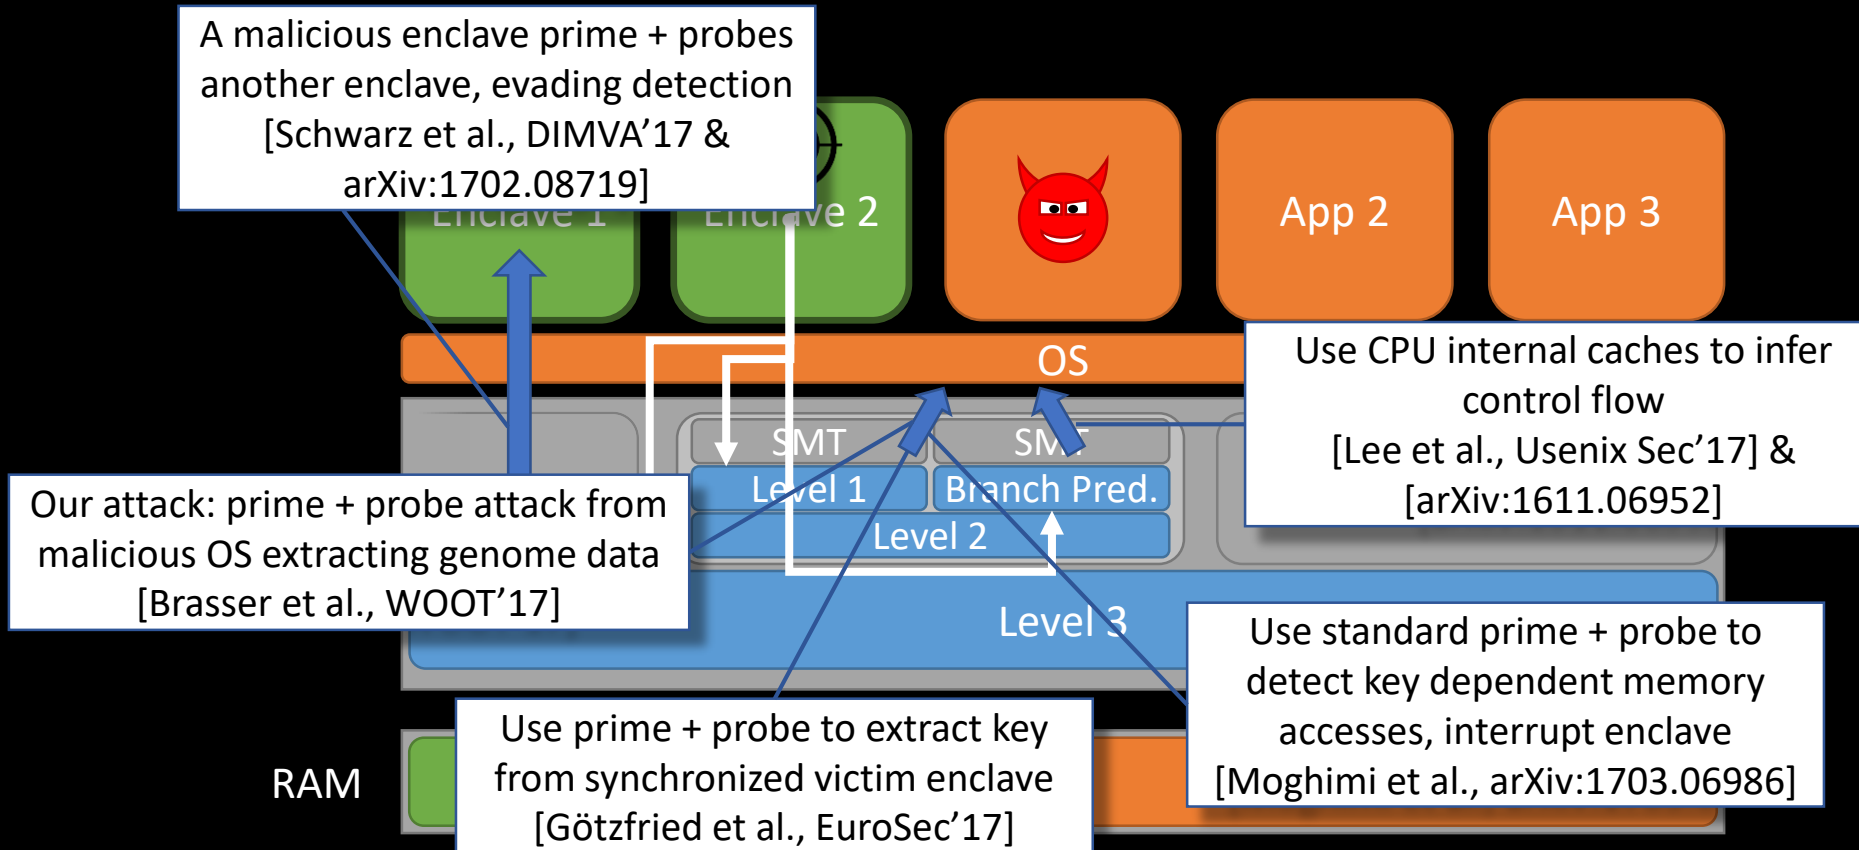 A malicious enclave prime + probes
another enclave, evading detection
[Schwarz et al., DIMVA’17 &
arXiv:1702.08719]
Enclave 1
Enclave 2
App 2
App 3
OS
Use CPU internal caches to infer
control flow
[Lee et al., Usenix Sec’17] &
[arXiv:1611.06952]
SMT
SMT
Level 1
Branch Pred.
Level 2
Our attack: prime + probe attack from
malicious OS extracting genome data
[Brasser et al., WOOT’17]
Level 3
Use standard prime + probe to
detect key dependent memory
accesses, interrupt enclave
[Moghimi et al., arXiv:1703.06986]
Use prime + probe to extract key
from synchronized victim enclave
[Götzfried et al., EuroSec’17]
RAM